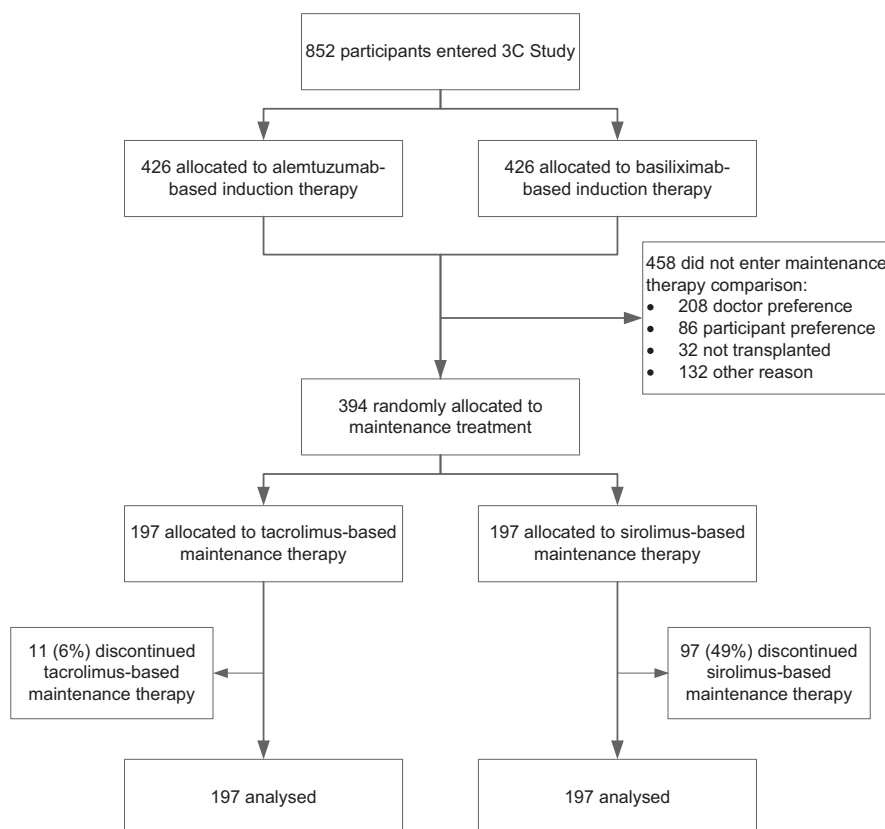 852 participants entered 3C Study
426 allocated to alemtuzumab-
based induction therapy
426 allocated to basiliximab-
based induction therapy
458 did not enter maintenance
therapy comparison:
• 208 doctor preference
• 86 participant preference
• 32 not transplanted
• 132 other reason
394 randomly allocated to
maintenance treatment
197 allocated to tacrolimus-based
maintenance therapy
197 allocated to sirolimus-based
maintenance therapy
11 (6%) discontinued
tacrolimus-based
maintenance therapy
97 (49%) discontinued
sirolimus-based
maintenance therapy
197 analysed
197 analysed